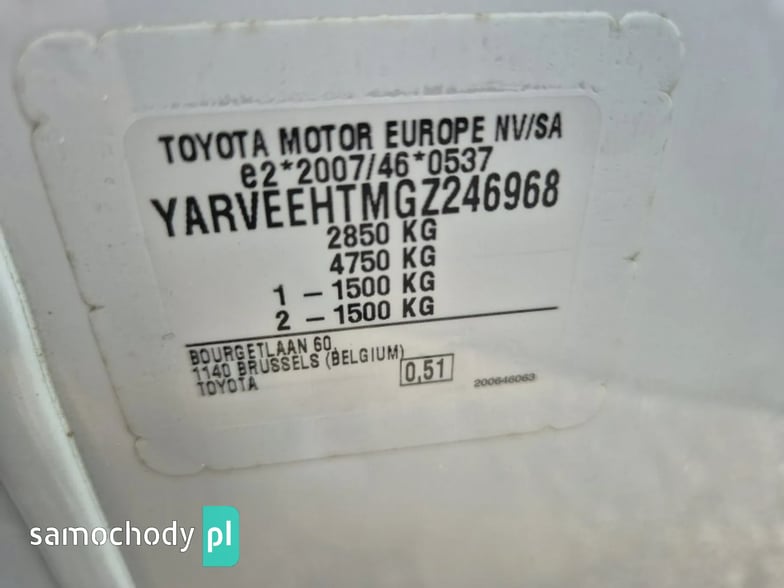 TOYOTA MOTOR EUROPE NV/SA
e2*2007/46*0537
YARVEEHTMGZ246968
2850 KG
4750 KG
1 - 1500 KG
2 - 1500 KG
BOURGETLAAN 60,
1140 BRUSSELS (BELGIUM)
TOYOTA
0,51
200646063
samochody pl